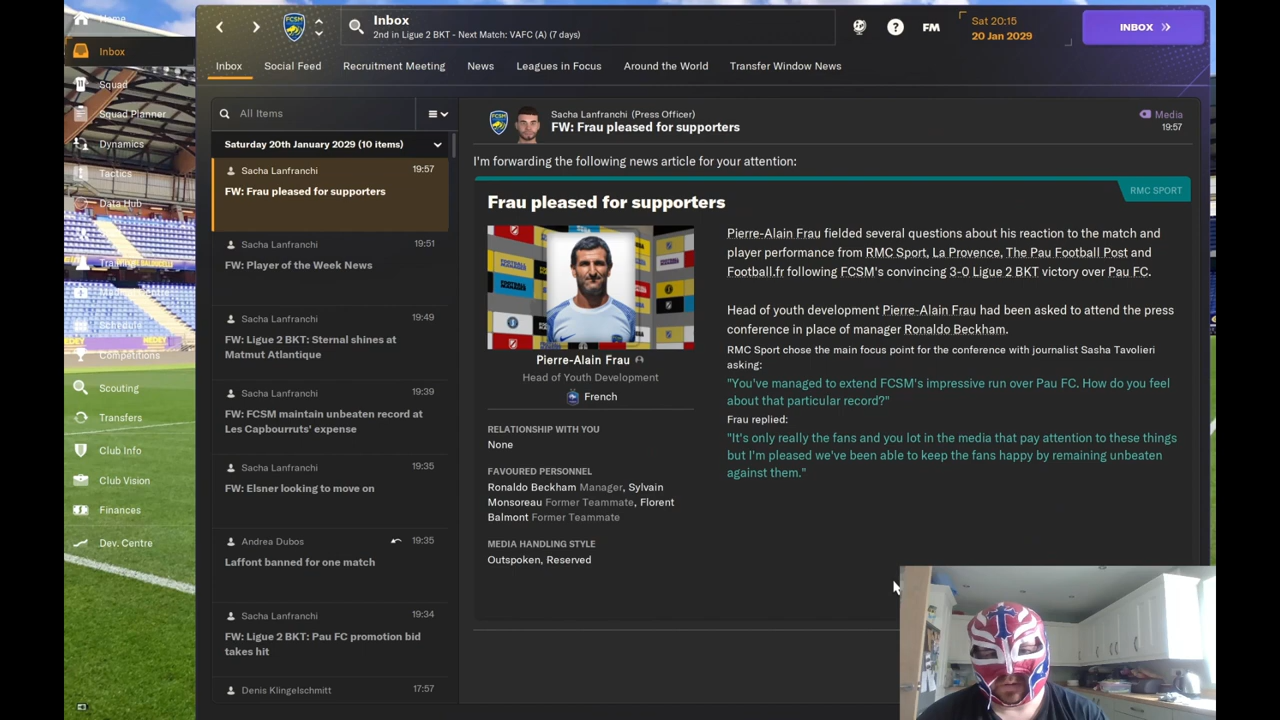 Home
Inbox
Squad
Squad Planner
Dynamics
Tactics
Data Hub
Schedule
Competitions
Scouting
Transfers
Club Info
Club Vision
Finances
Dev. Centre
FCSM
Inbox
2nd in Ligue 2 BKT - Next Match: VAFC (A) (7 days)
?
FM
Sat 20:15
20 Jan 2029
INBOX
Inbox
Social Feed
Recruitment Meeting
News
Leagues in Focus
Around the World
Transfer Window News
All Items
Saturday 20th January 2029 (10 items)
Sacha Lanfranchi 19:57
FW: Frau pleased for supporters
Sacha Lanfranchi 19:51
FW: Player of the Week News
Sacha Lanfranchi 19:49
FW: Ligue 2 BKT: Sternal shines at
Matmut Atlantique
Sacha Lanfranchi 19:39
FW: FCSM maintain unbeaten record at
Les Capbourruts' expense
Sacha Lanfranchi 19:35
FW: Elsner looking to move on
Andrea Dubos 19:35
Laffont banned for one match
Sacha Lanfranchi 19:34
FW: Ligue 2 BKT: Pau FC promotion bid
takes hit
Denis Klingelschmitt 17:57
Sacha Lanfranchi (Press Officer)
FW: Frau pleased for supporters
Media
19:57
I'm forwarding the following news article for your attention:
RMC SPORT
Frau pleased for supporters
Pierre-Alain Frau
Head of Youth Development
French
RELATIONSHIP WITH YOU
None
FAVOURED PERSONNEL
Ronaldo Beckham Manager, Sylvain
Monsoreau Former Teammate, Florent
Balmont Former Teammate
MEDIA HANDLING STYLE
Outspoken, Reserved
Pierre-Alain Frau fielded several questions about his reaction to the match and
player performance from RMC Sport, La Provence, The Pau Football Post and
Football.fr following FCSM's convincing 3-0 Ligue 2 BKT victory over Pau FC.
Head of youth development Pierre-Alain Frau had been asked to attend the press
conference in place of manager Ronaldo Beckham.
RMC Sport chose the main focus point for the conference with journalist Sasha Tavolieri
asking:
"You've managed to extend FCSM's impressive run over Pau FC. How do you feel
about that particular record?"
Frau replied:
"It's only really the fans and you lot in the media that pay attention to these things
but I'm pleased we've been able to keep the fans happy by remaining unbeaten
against them."